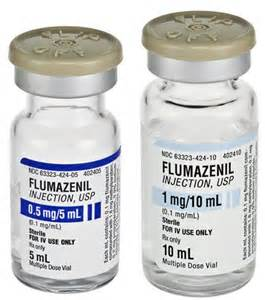 FLIP OFF
NDC 63323-424-05 402405
FLUMAZENIL
INJECTION, USP
0.5 mg/5 mL
(0.1 mg/mL)
Sterile
FOR IV USE ONLY
Rx only
5 mL
Multiple Dose Vial
NDC 63323-424-10 402410
FLUMAZENIL
INJECTION, USP
1 mg/10 mL
(0.1 mg/mL)
Sterile
FOR IV USE ONLY
Rx only
10 mL
Multiple Dose Vial